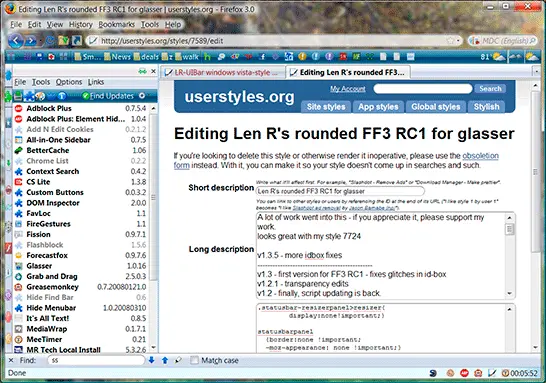 Editing Len R's rounded FF3 RC1 for glasser | userstyles.org - Firefox 3.0
File Edit View History Bookmarks Tools Help
http://userstyles.org/styles/7589/edit
MDC (English)
Sm... News deals z walk
81°
LR-UIBar windows vista-style
Editing Len R's rounded FF3...
File Tools Options Links
Find Updates
Adblock Plus 0.7.5.4
Adblock Plus: Element Hid... 1.0.4
Add N Edit Cookies 0.2.1.2
All-in-One Sidebar 0.7.5
BetterCache 1.06
Chrome List 0.2.2
Context Search 0.4.2
CS Lite 1.3.8
Custom Buttons 0.0.3.2
DOM Inspector 2.0.0
FavLoc 1.1
FireGestures 1.1
Fission 0.9.7.1
Flashblock 1.5.6
Forecastfox 0.9.7.6
Glasser 1.0.16
Grab and Drag 2.5.0.3
Greasemonkey 0.7.20080121.0
Hide Find Bar 0.6
Hide Menubar 1.0.20080310
It's All Text! 0.8.5
MediaWrap 0.1.7.1
MeeTimer 0.21
MR Tech Local Install 5.3.2.6
userstyles.org
My Account
Search
Site styles App styles Global styles Stylish
Editing Len R's rounded FF3 RC1 for glasser
If you're looking to delete this style or otherwise render it inoperative, please use the obsoletion
form instead. With it, you can make it so your style doesn't come up in searches and such.
Write what it'll affect first. For example, "Slashdot - Remove Ads" or "Download Manager - Make prettier".
Short description
Len R's rounded FF3 RC1 for glasser
You can link to other styles or users by referencing the ID at the end of its URL ("I like style 1 by user 1"
becomes "I like Slashdot ad removal by Jason Barnabe (np)").
Long description
A lot of work went into this - if you appreciate it, please support my
work.
looks great with my style 7724
v1.3.5 - more idbox fixes
v1.3 - first version for FF3 RC1 - fixes glitches in id-box
v1.2.1 - transparency edits
v1.2 - finally, script updating is back.
.statusbar-resizerpanel>resizer{
display:none!important;}
statusbarpanel
{border:none !important;
-moz-appearance: none !important;}
Find: ss
Match case
Done
00:05:52